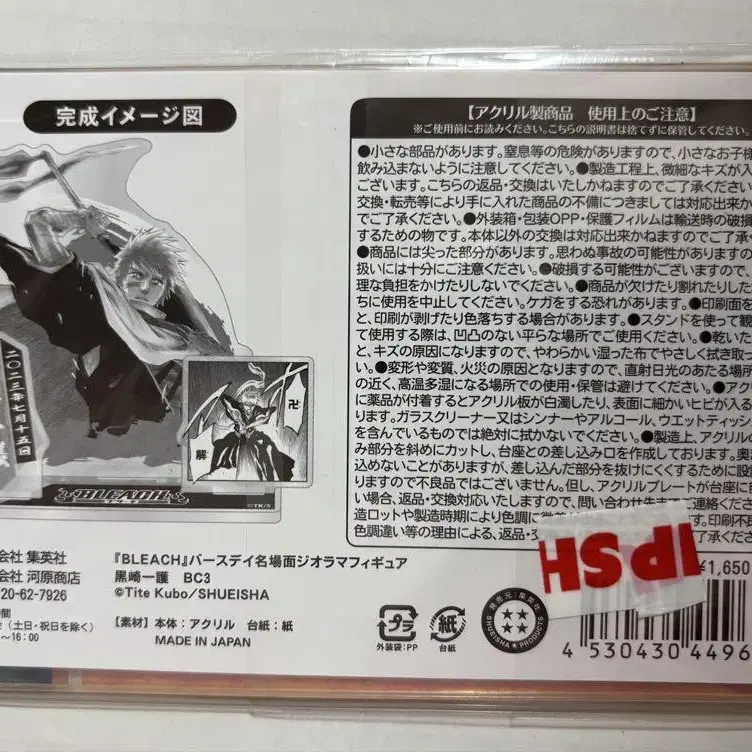 完成イメージ図
二〇二三年七月十五日
卍
解
BLEACH
©TK/S
会社 集英社
会社 河原商店
20-62-7926
時間
(土日・祝日を除く)
~16:00
『BLEACH』バースデイ名場面ジオラマフィギュア
黒崎一護 BC3
©Tite Kubo/SHUEISHA
【素材】本体:アクリル 台紙:紙
MADE IN JAPAN
【アクリル製商品 使用上のご注意】
※ご使用前にお読みください。こちらの説明書は捨てずに保管してください。
●小さな部品があります。窒息等の危険がありますので、小さなお子様
飲み込まないように注意してください。●製造工程上、微細なキズが入
ございます。こちらの返品・交換はいたしかねますのでご了承ください
交換・転売等により手に入れた商品の不備につきましては対応出来か
でご了承ください。●外装箱・包装OPP・保護フィルムは輸送時の破損
するための物です。本体以外の交換は対応出来かねますのでご了承
●商品には尖った部分があります。思わぬ事故の可能性があります
扱いには十分にご注意ください。●破損する可能性がございますので、
理な負担をかけたりしないでください。●商品が欠けたり割れたりした
ちに使用を中止してください。ケガをする恐れがあります。●印刷面を
と、印刷が剥げたり色落ちする場合があります。●スタンドを使って観
て使用する際は、凹凸のない平らな場所でご使用ください。●乾いた
と、キズの原因になりますので、やわらかい湿った布でやさしく拭き取っ
い。●変形や変質、火災の原因となりますので、直射日光のあたる場所
の近く、高温多湿になる場所での使用・保管は避けてください。●アク
に薬品が付着するとアクリル板が白濁したり、表面に細かいヒビが入る
ります。ガラスクリーナー又はシンナーやアルコール、ウエットティッシ
を含んでいるものでは絶対に拭かないでください。●製造上、アクリル
み部分を斜めにカットし、台座との差し込み口を作成しております。奥
込めないことがありますが、差し込んだ部分を抜けにくくするために設
りますので不良品ではございません。但し、アクリルプレートが台座に
い場合、返品・交換対応いたしますので、問い合わせ先までご連絡くだ
造ロットや製造時期により色調に
色調違い等の理由による、返品・交
IPSH
¥1,650
プラ
外装袋:PP
紙
台紙
発売元:集英社
SHUEISHA PRODUCTS
4 530430 4496